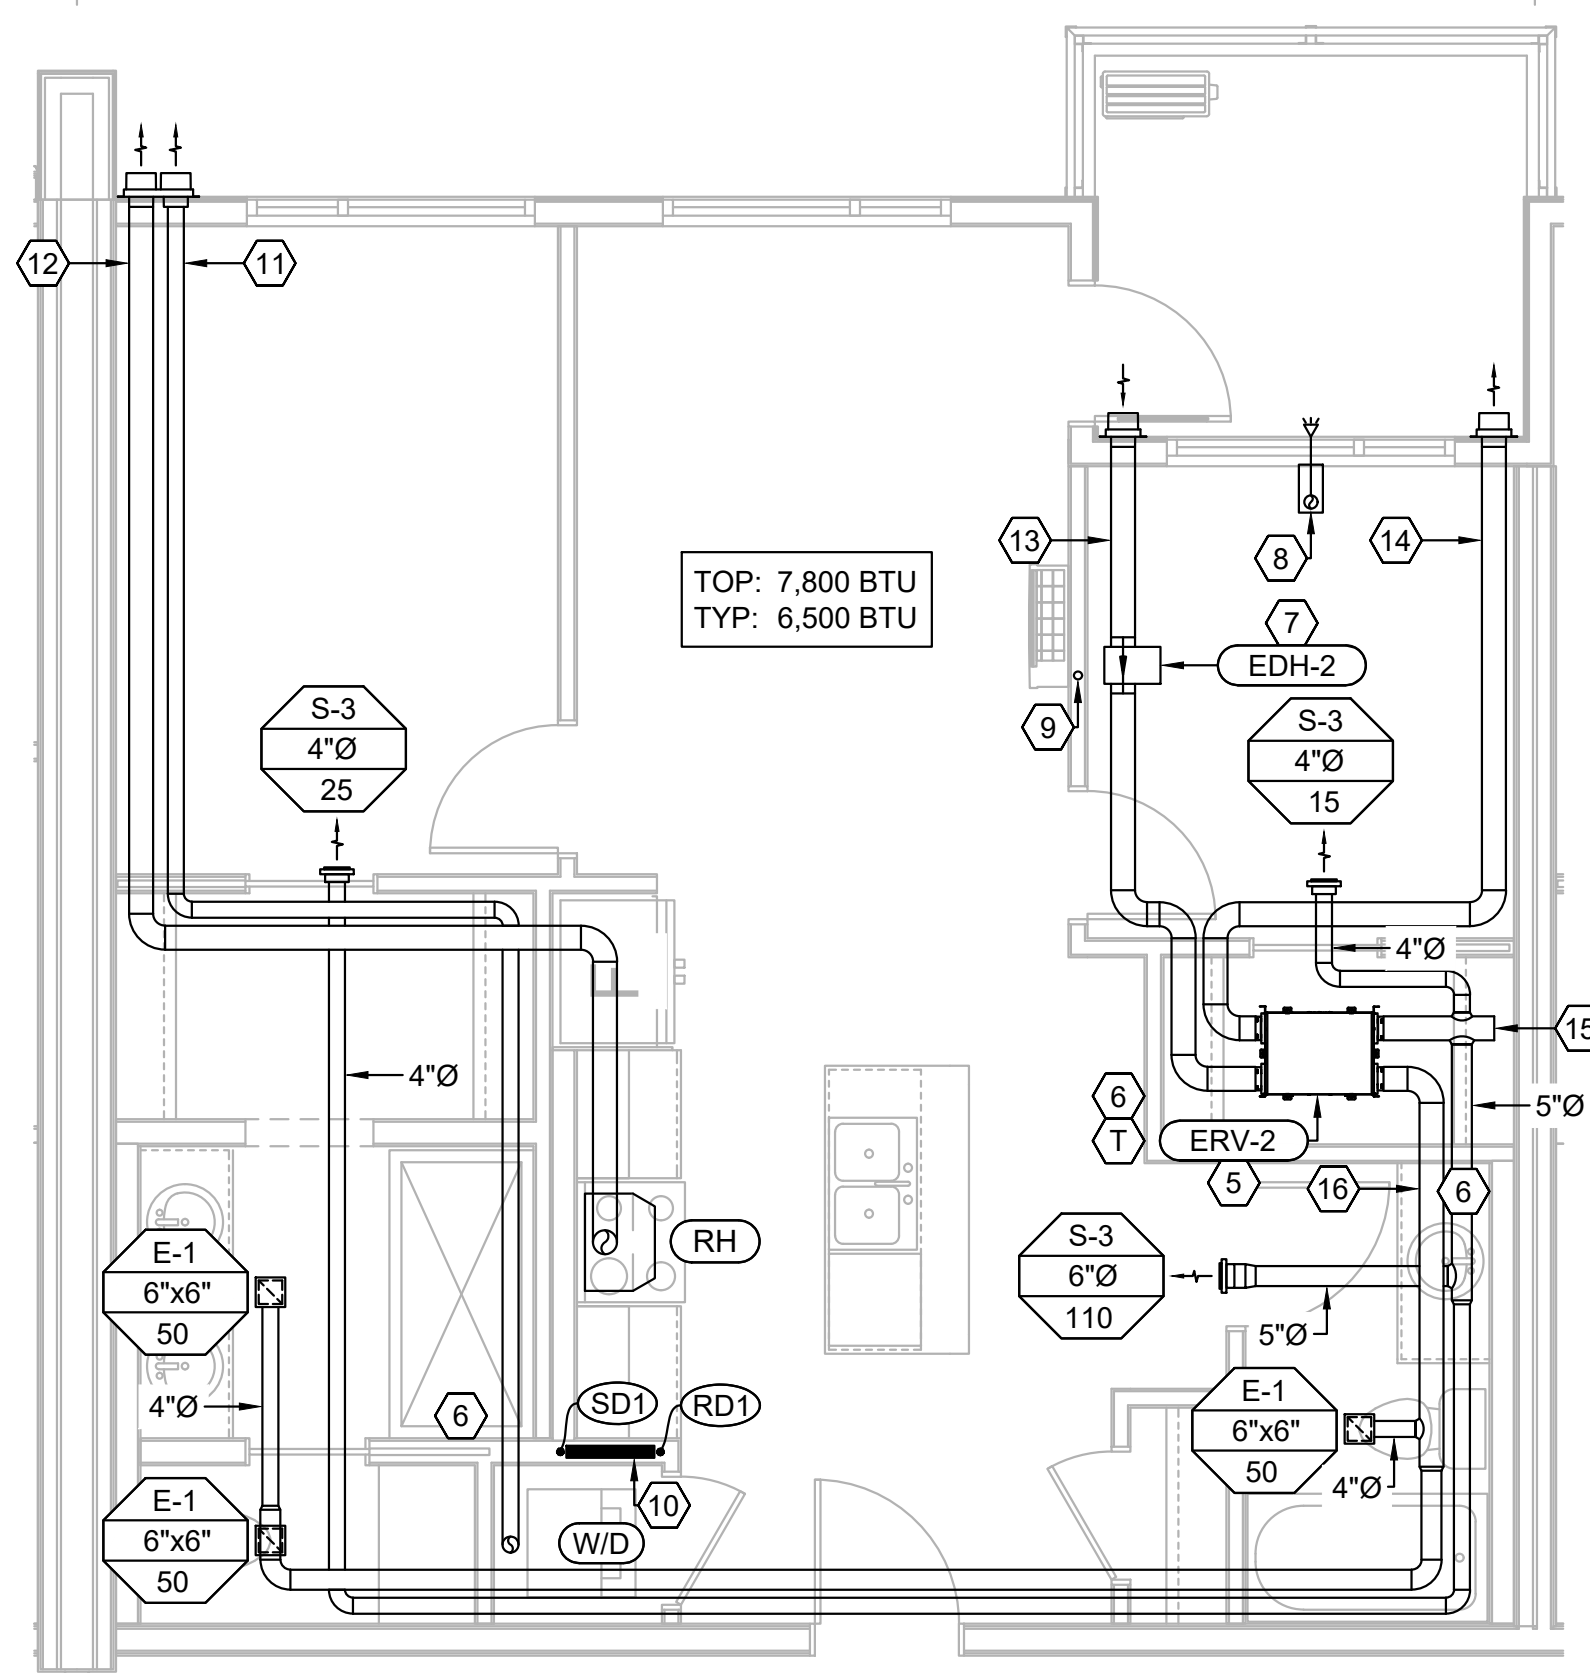 12
11
13
8
14
TOP: 7,800 BTU
TYP: 6,500 BTU
7
EDH-2
9
S-3
4"Ø
25
S-3
4"Ø
15
4"Ø
15
4"Ø
6
T
ERV-2
5
16
6
5"Ø
RH
S-3
6"Ø
110
5"Ø
E-1
6"x6"
50
4"Ø
6
SD1
RD1
10
W/D
E-1
6"x6"
50
4"Ø
E-1
6"x6"
50